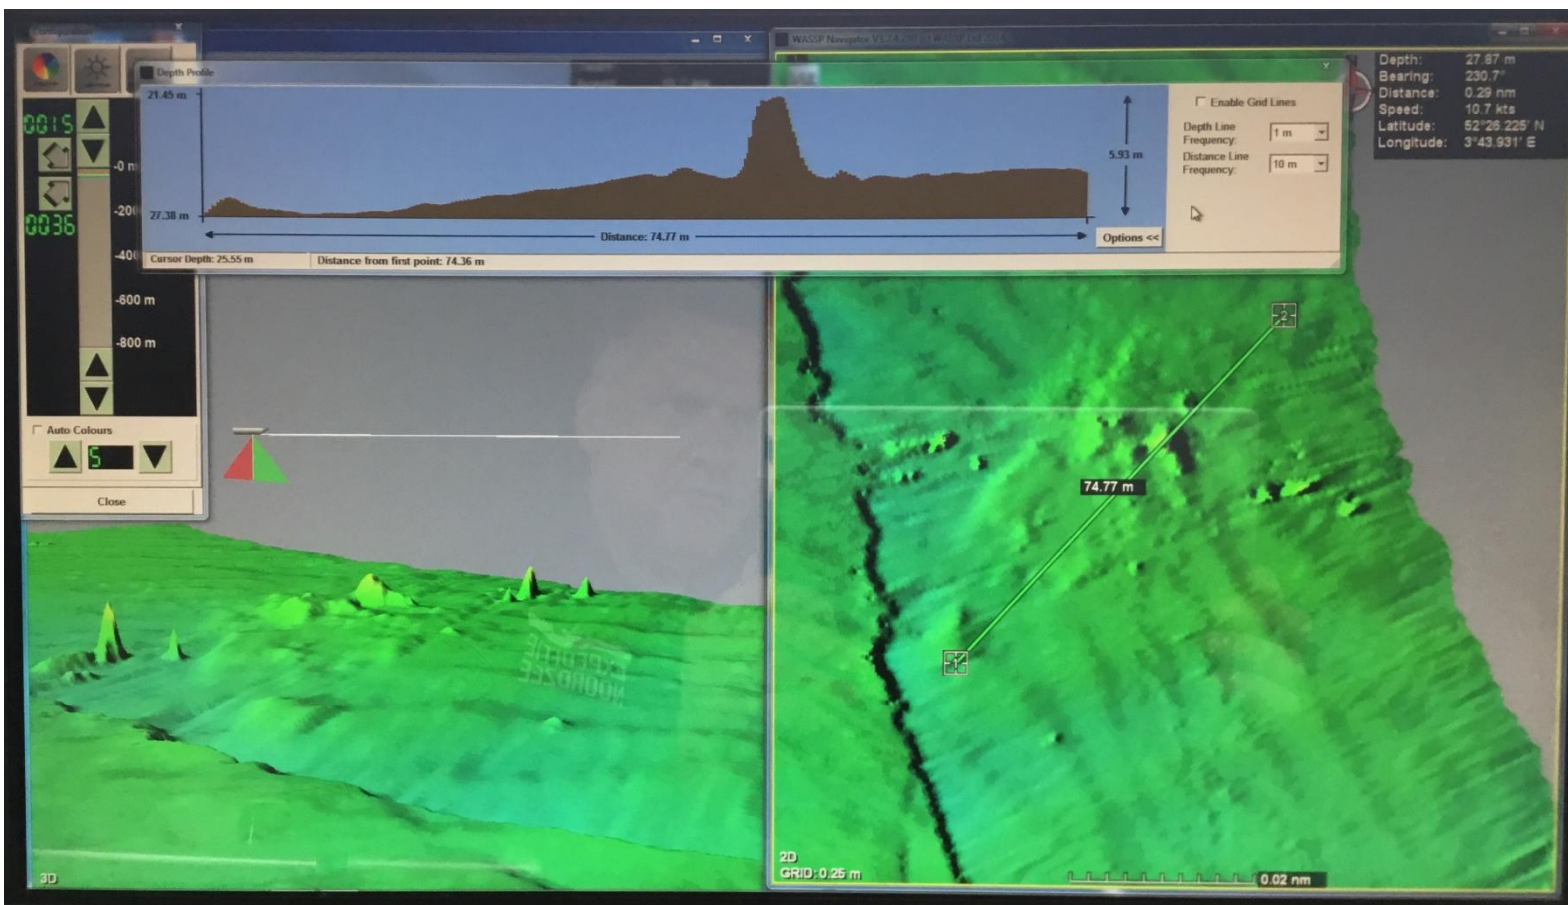 Depth Profile
21.45 m
27.38 m
5.93 m
Distance: 74.77 m
Options <<
Enable Grid Lines
Depth Line
Frequency:
1 m
Distance Line
Frequency:
10 m
Cursor Depth: 25.55 m
Distance from first point: 74.36 m
Depth: 27.87 m
Bearing: 230.7°
Distance: 0.29 nm
Speed: 10.7 kts
Latitude: 52°26.225' N
Longitude: 3°43.931' E
0015
0036
-0 m
-200
-400
-600 m
-800 m
Auto Colours
5
Close
3D
2
74.77 m
1
2D
GRID: 0.25 m
0.02 nm